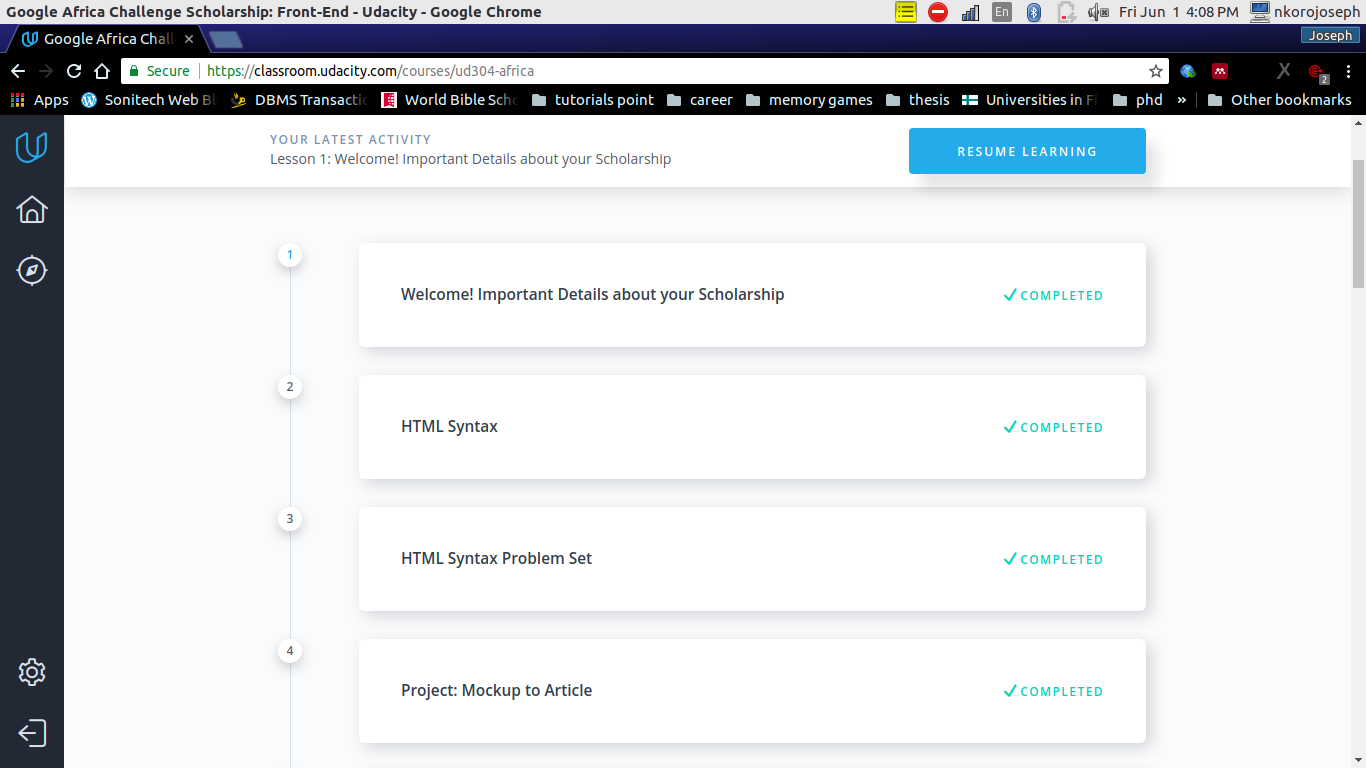 Google Africa Challenge Scholarship: Front-End - Udacity - Google Chrome
En
Fri Jun 1 4:08 PM
nkorojoseph
Google Africa Chall
Joseph
Secure
https://classroom.udacity.com/courses/ud304-africa
2
Apps
Sonitech Web Bl
DBMS Transactic
World Bible Scho
tutorials point
career
memory games
thesis
Universities in Fi
phd
»
Other bookmarks
YOUR LATEST ACTIVITY
Lesson 1: Welcome! Important Details about your Scholarship
RESUME LEARNING
1
Welcome! Important Details about your Scholarship
COMPLETED
2
HTML Syntax
COMPLETED
3
HTML Syntax Problem Set
COMPLETED
4
Project: Mockup to Article
COMPLETED